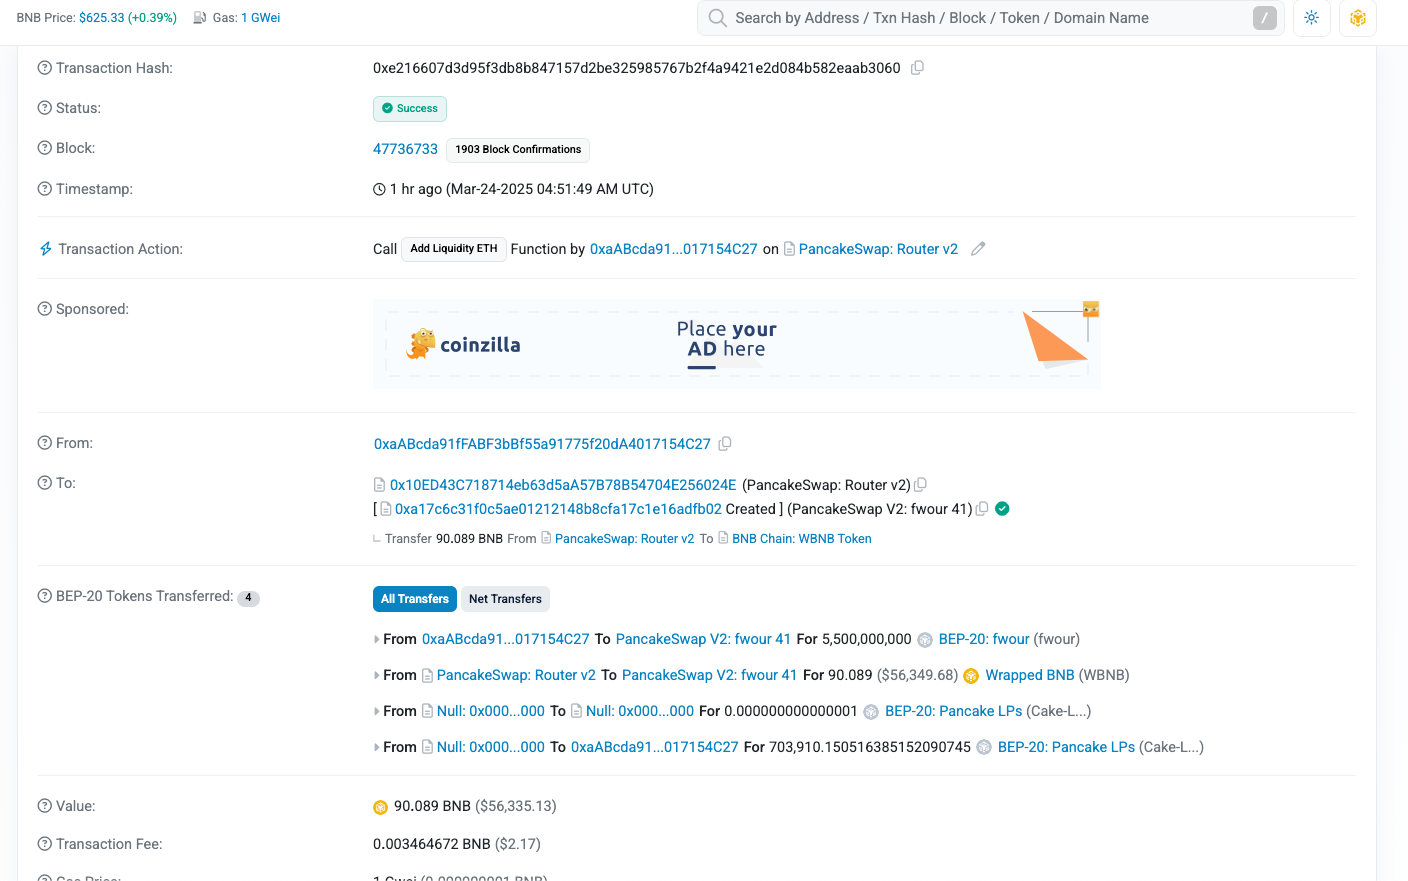 BNB Price: $625.33 (+0.39%) Gas: 1 GWei
Search by Address / Txn Hash / Block / Token / Domain Name /
Transaction Hash: 0xe216607d3d95f3db8b847157d2be325985767b2f4a9421e2d084b582eaab3060
Status: Success
Block: 47736733 1903 Block Confirmations
Timestamp: 1 hr ago (Mar-24-2025 04:51:49 AM UTC)
Transaction Action: Call Add Liquidity ETH Function by 0xaABcda91...017154C27 on PancakeSwap: Router v2
Sponsored:
coinzilla
Place your
AD here
From: 0xaABcda91fFABF3bBf55a91775f20dA4017154C27
To: 0x10ED43C718714eb63d5aA57B78B54704E256024E (PancakeSwap: Router v2)
[ 0xa17c6c31f0c5ae01212148b8cfa17c1e16adfb02 Created ] (PancakeSwap V2: fwour 41)
Transfer 90.089 BNB From PancakeSwap: Router v2 To BNB Chain: WBNB Token
BEP-20 Tokens Transferred: 4 All Transfers Net Transfers
From 0xaABcda91...017154C27 To PancakeSwap V2: fwour 41 For 5,500,000,000 BEP-20: fwour (fwour)
From PancakeSwap: Router v2 To PancakeSwap V2: fwour 41 For 90.089 ($56,349.68) Wrapped BNB (WBNB)
From Null: 0x000...000 To Null: 0x000...000 For 0.000000000000001 BEP-20: Pancake LPs (Cake-L...)
From Null: 0x000...000 To 0xaABcda91...017154C27 For 703,910.150516385152090745 BEP-20: Pancake LPs (Cake-L...)
Value: 90.089 BNB ($56,335.13)
Transaction Fee: 0.003464672 BNB ($2.17)
Gas Price: 1 Gwei (0.000000001 BNB)